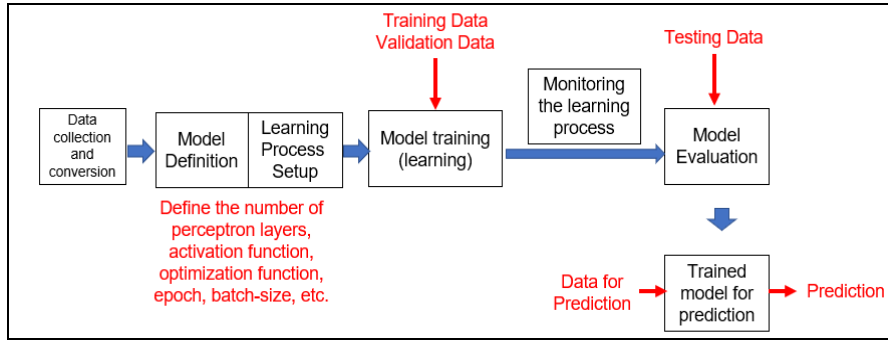 Training Data
Validation Data
Testing Data
Monitoring
the learning
process
Data
collection
and
conversion
Model
Definition
Learning
Process
Setup
Model training
(learning)
Model
Evaluation
Define the number of
perceptron layers,
activation function,
optimization function,
epoch, batch-size, etc.
Data for
Prediction
Trained
model for
prediction
Prediction